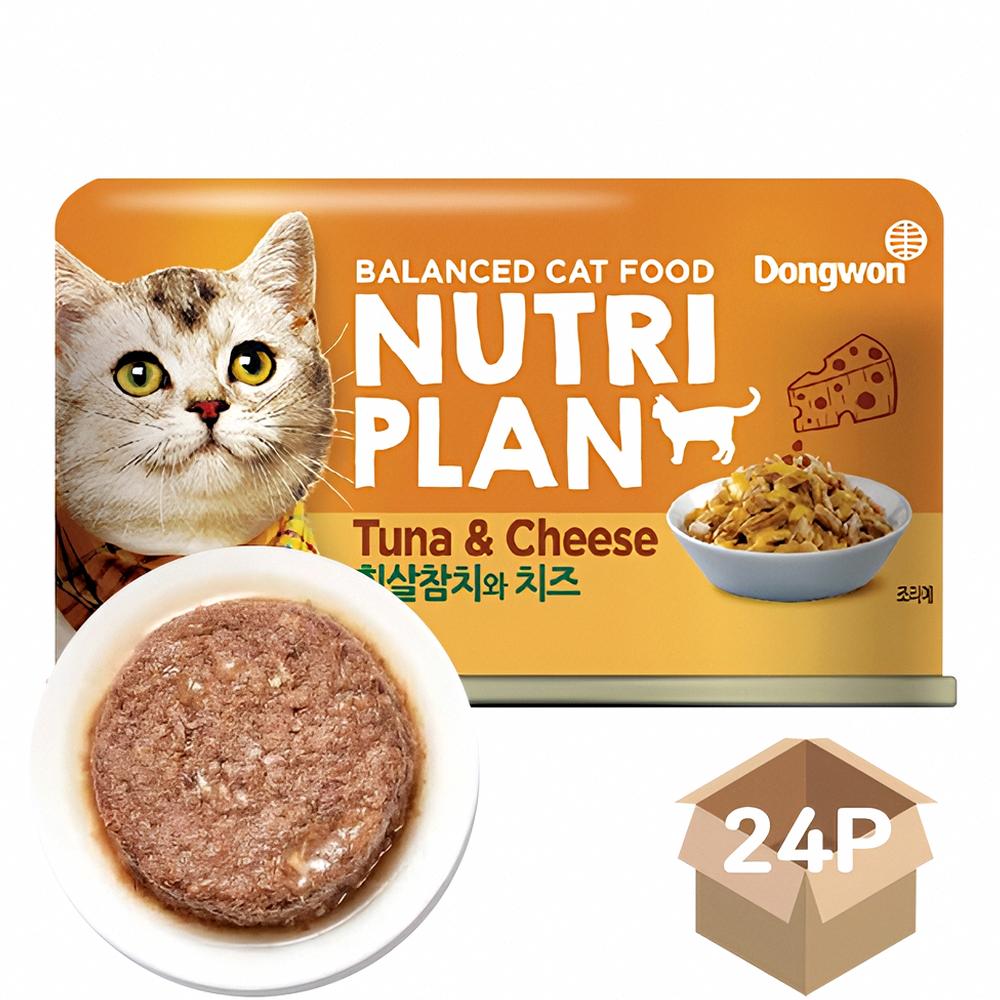 BALANCED CAT FOOD
Dongwon
NUTRI
PLAN
Tuna & Cheese
흰살참치와 치즈
조리예
24P